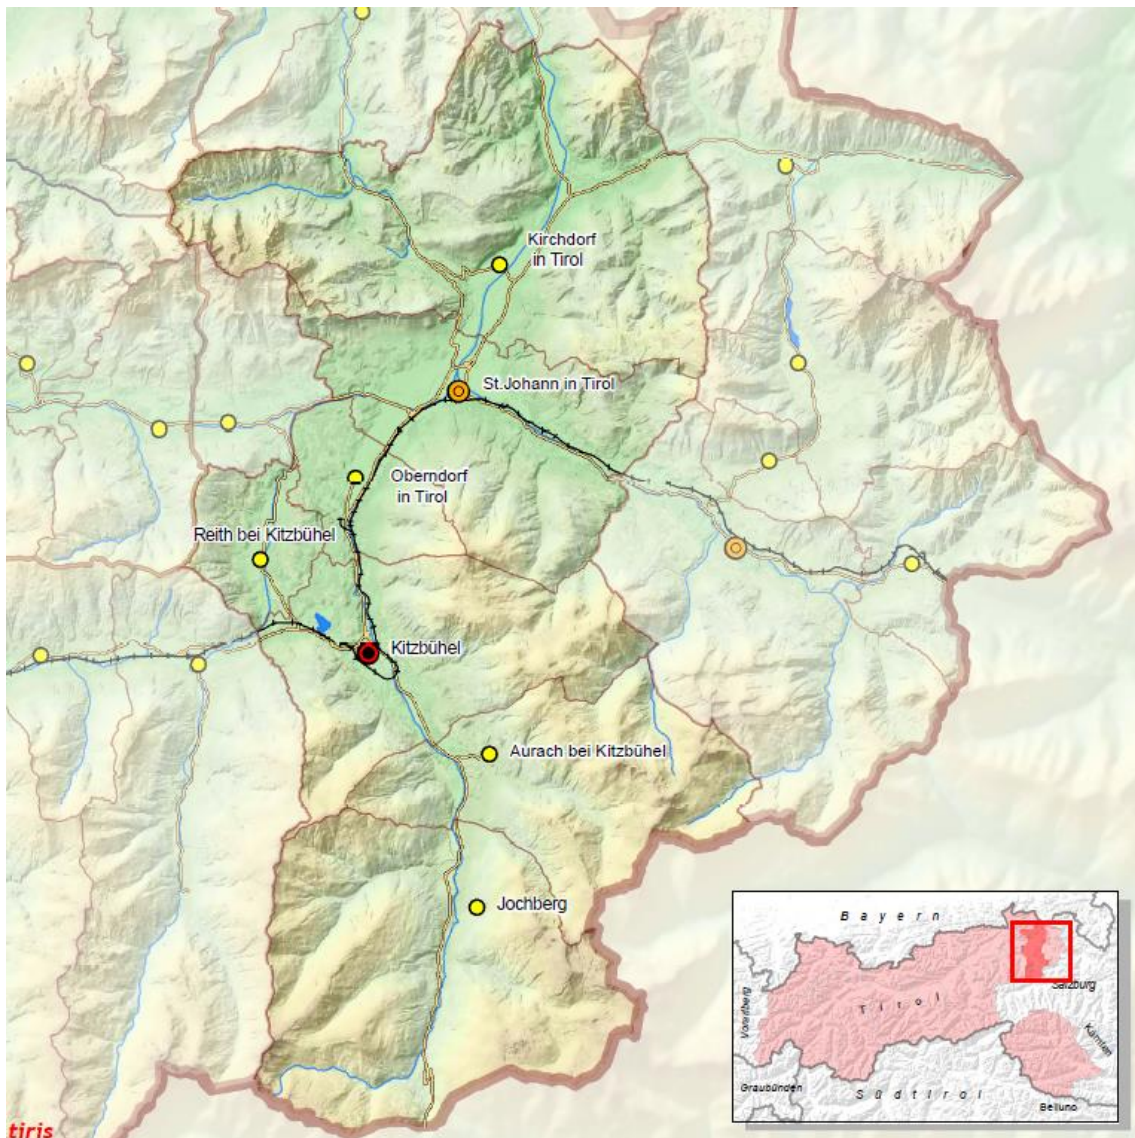 Kirchdorf
in Tirol
St.Johann in Tirol
Oberndorf
in Tirol
Reith bei Kitzbühel
Kitzbühel
Aurach bei Kitzbühel
Jochberg
Bayern
Salzburg
Tirol
Vorarlberg
Kärnten
Graubünden
Südtirol
Belluno
tiris